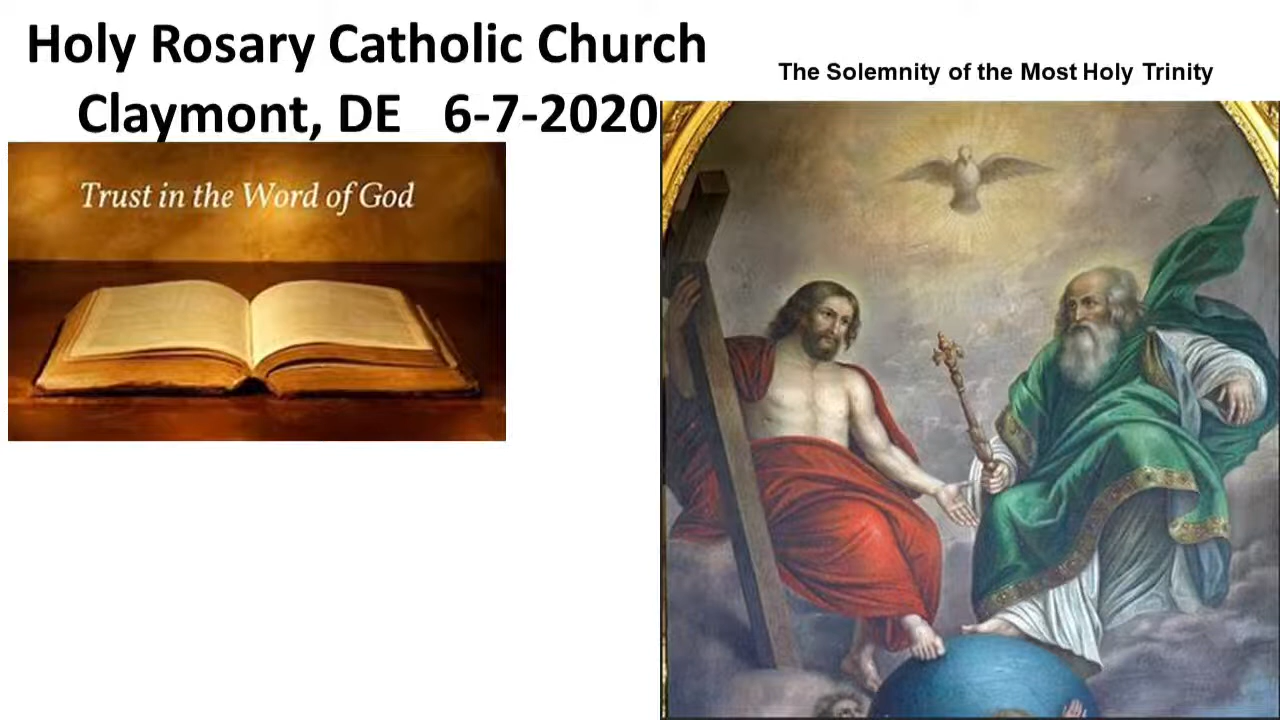 Holy Rosary Catholic Church
Claymont, DE 6-7-2020
The Solemnity of the Most Holy Trinity
Trust in the Word of God